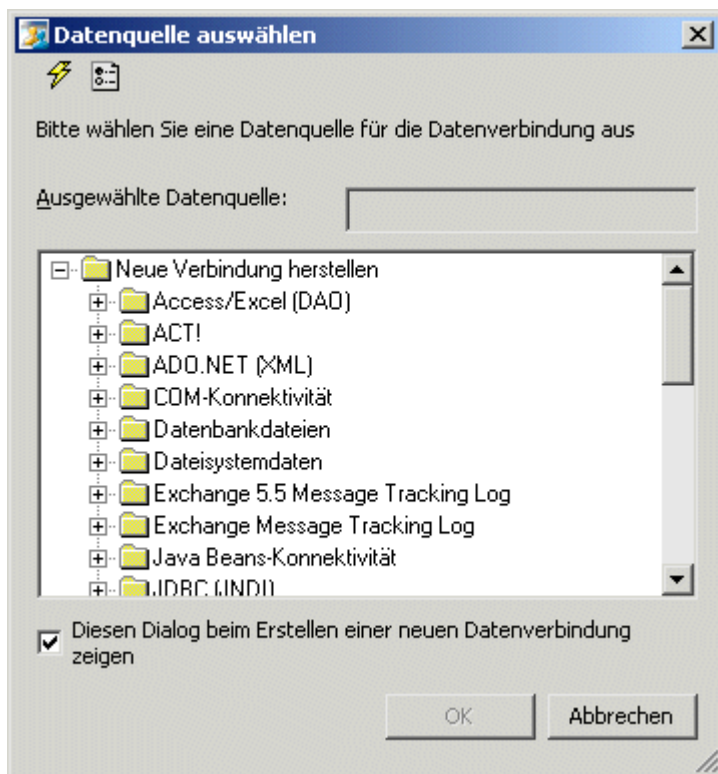 Datenquelle auswählen
Bitte wählen Sie eine Datenquelle für die Datenverbindung aus
Ausgewählte Datenquelle:
Neue Verbindung herstellen
Access/Excel (DAO)
ACT!
ADO.NET (XML)
COM-Konnektivität
Datenbankdateien
Dateisystemdaten
Exchange 5.5 Message Tracking Log
Exchange Message Tracking Log
Java Beans-Konnektivität
JDBC (JNDI)
Diesen Dialog beim Erstellen einer neuen Datenverbindung
zeigen
OK
Abbrechen